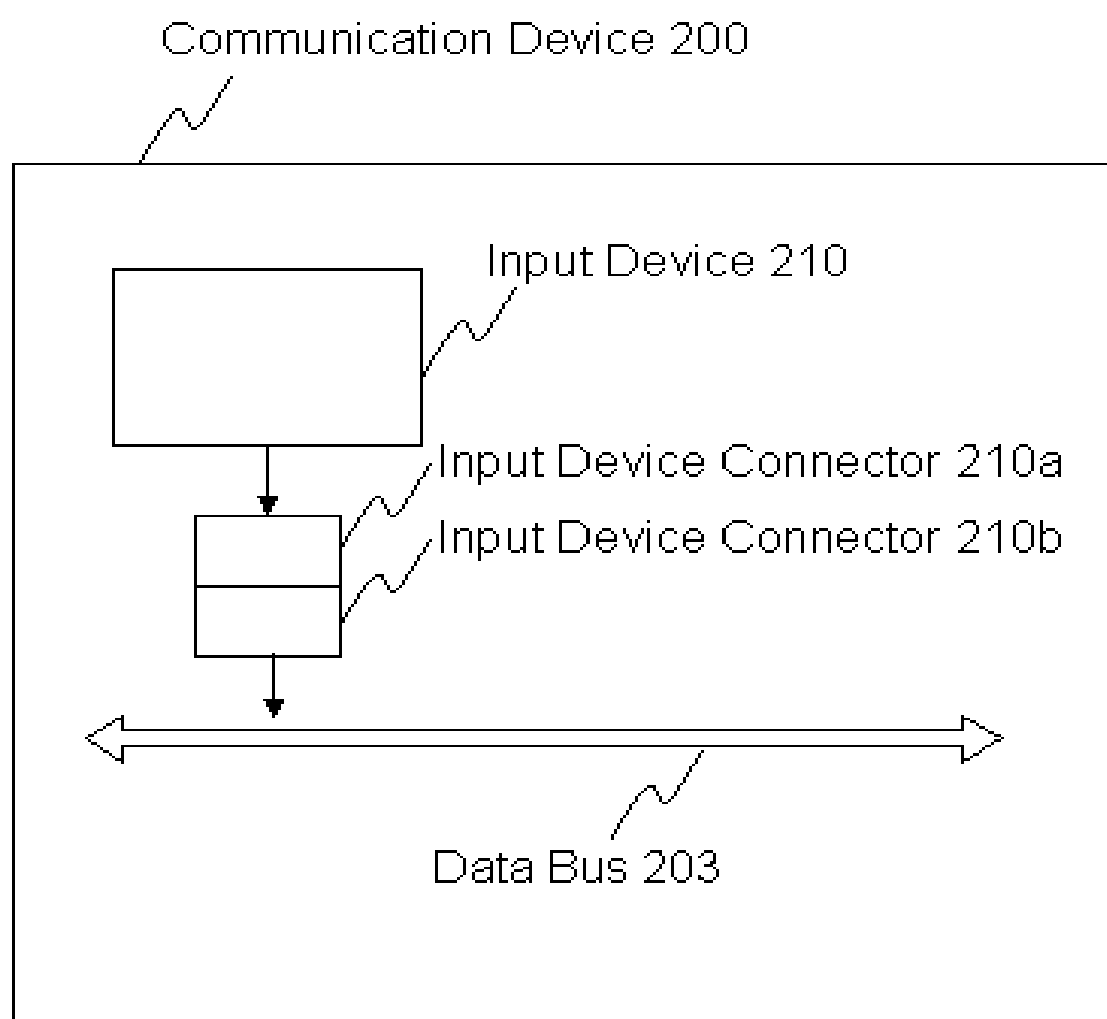 Communication Device 200
Input Device 210
Input Device Connector 210a
Input Device Connector 210b
Data Bus 203